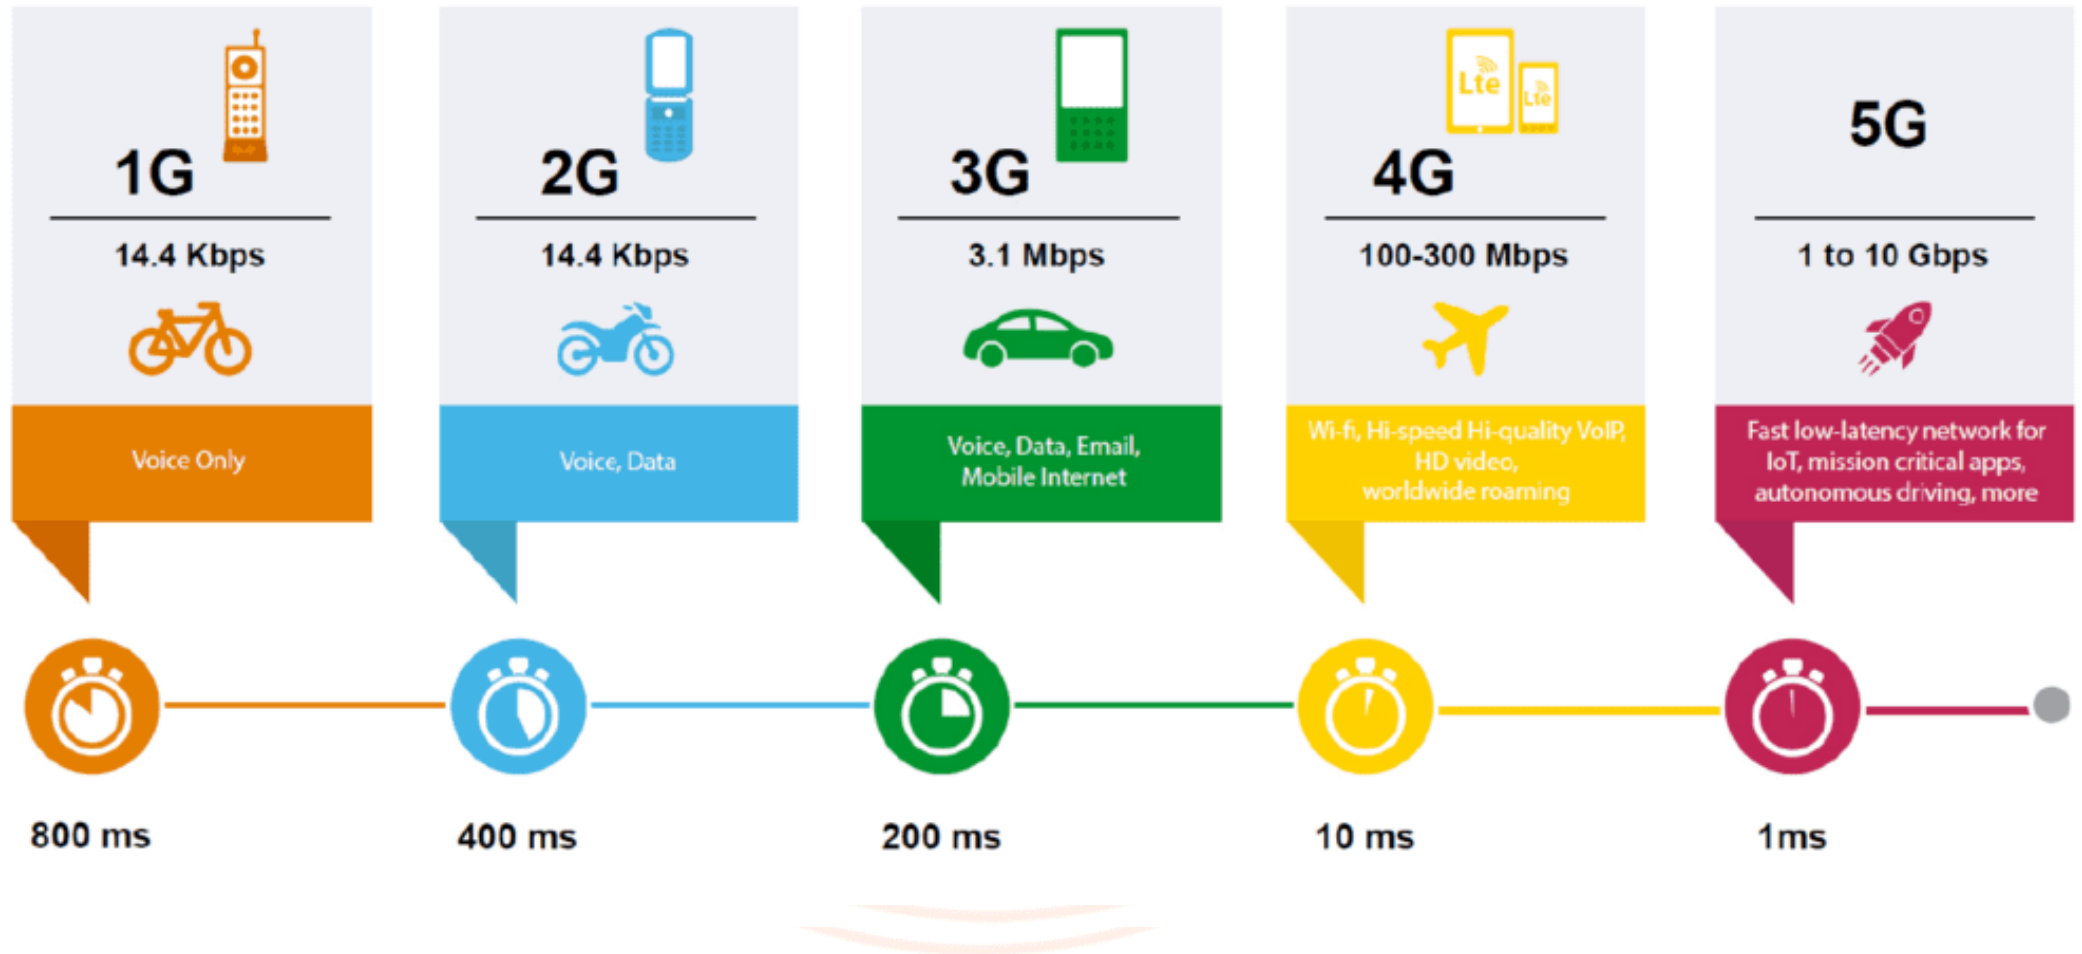 1G
14.4 Kbps
Voice Only
800 ms
2G
14.4 Kbps
Voice, Data
400 ms
3G
3.1 Mbps
Voice, Data, Email,
Mobile Internet
200 ms
Lte
Lte
4G
100-300 Mbps
Wi-fi, Hi-speed Hi-quality VoIP,
HD video,
worldwide roaming
10 ms
5G
1 to 10 Gbps
Fast low-latency network for
IoT, mission critical apps,
autonomous driving, more
1ms